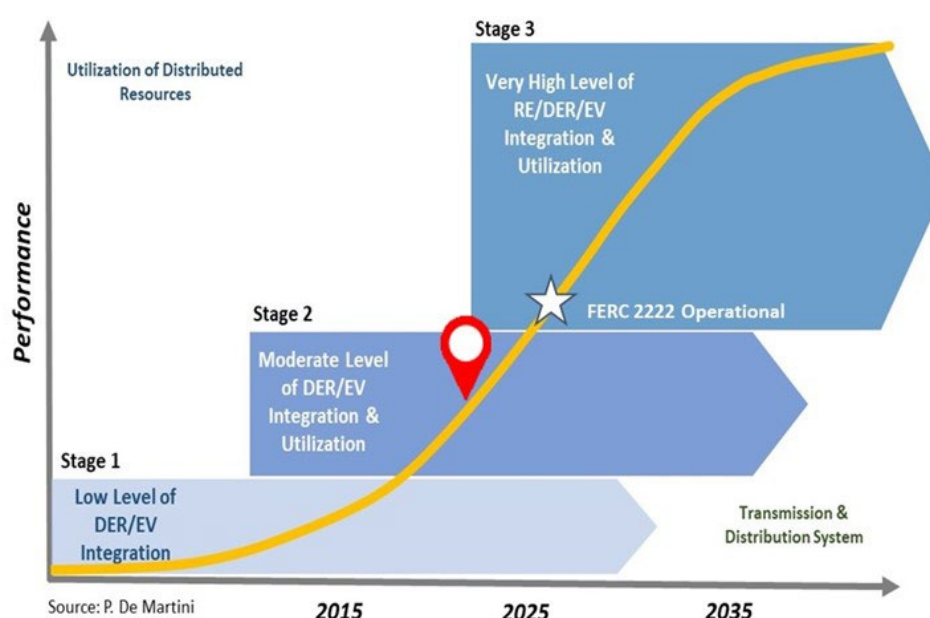 Stage 3
Utilization of Distributed
Resources
Very High Level of
RE/DER/EV
Integration &
Utilization
Performance
FERC 2222 Operational
Stage 2
Moderate Level
of DER/EV
Integration &
Utilization
Stage 1
Low Level of
DER/EV
Integration
Transmission &
Distribution System
Source: P. De Martini
2015
2025
2035